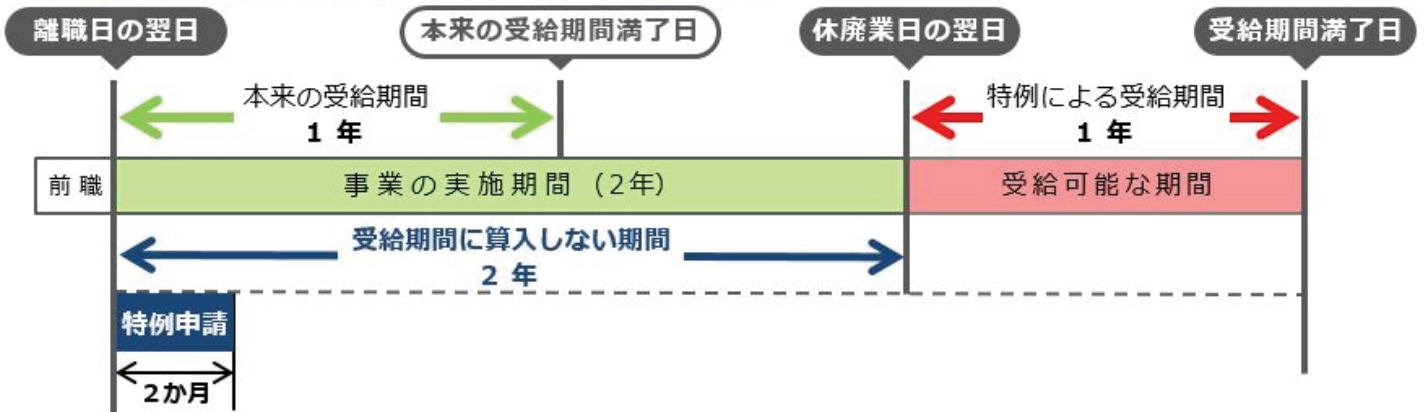 離職日の翌日
本来の受給期間満了日
休廃業日の翌日
受給期間満了日
本来の受給期間
1 年
特例による受給期間
1 年
前職
事業の実施期間 (2年)
受給可能な期間
受給期間に算入しない期間
2 年
特例申請
2か月